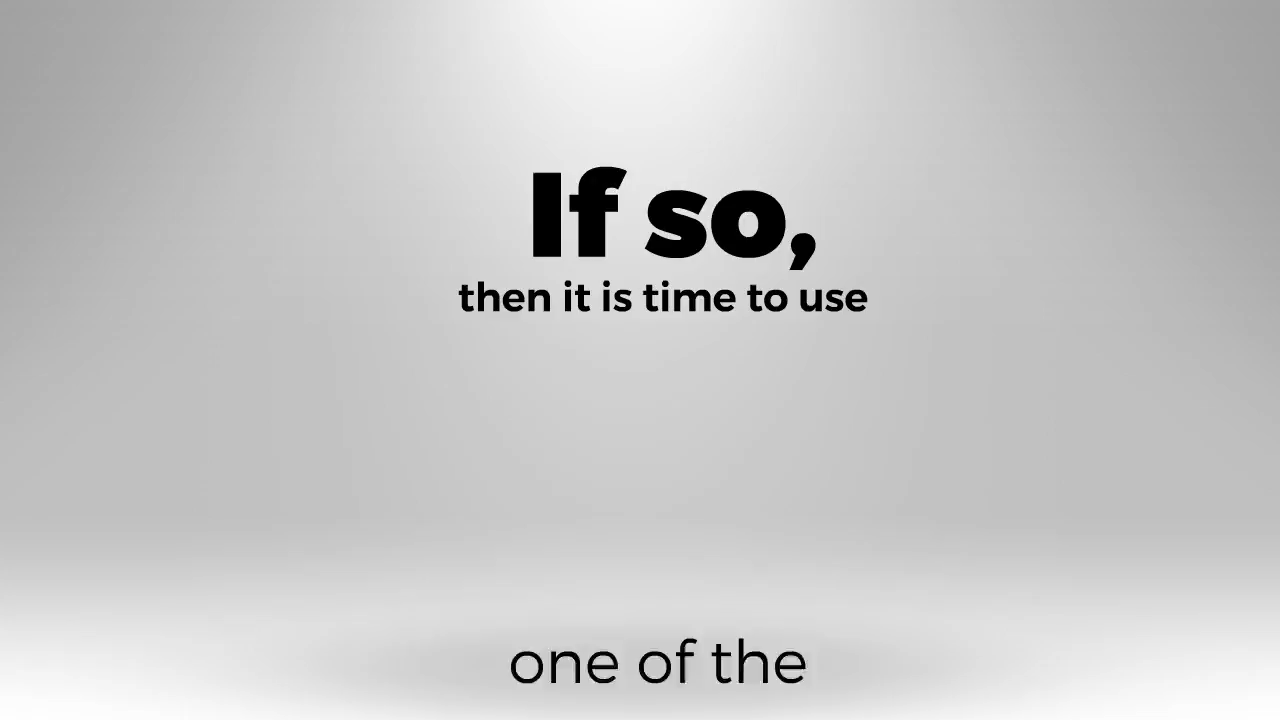 If so,
then it is time to use
one of the